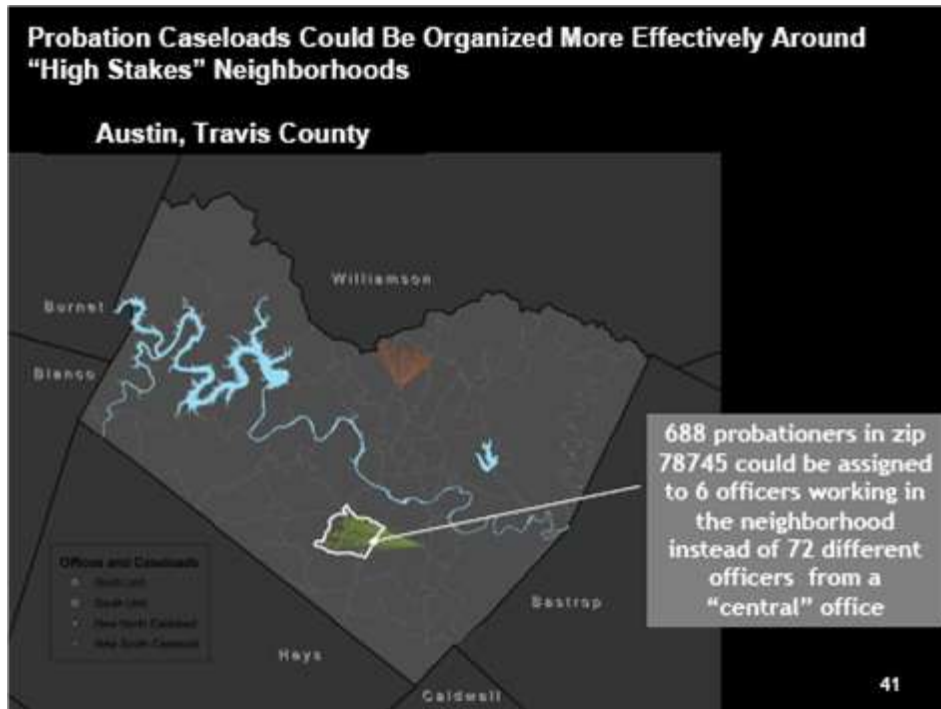 Probation Caseloads Could Be Organized More Effectively Around
“High Stakes” Neighborhoods
Austin, Travis County
Williamson
Burnet
Blanco
688 probationers in zip
78745 could be assigned
to 6 officers working in
the neighborhood
instead of 72 different
officers from a
“central” office
Offices and Caseloads
Bastrop
Hays
Caldwell
41